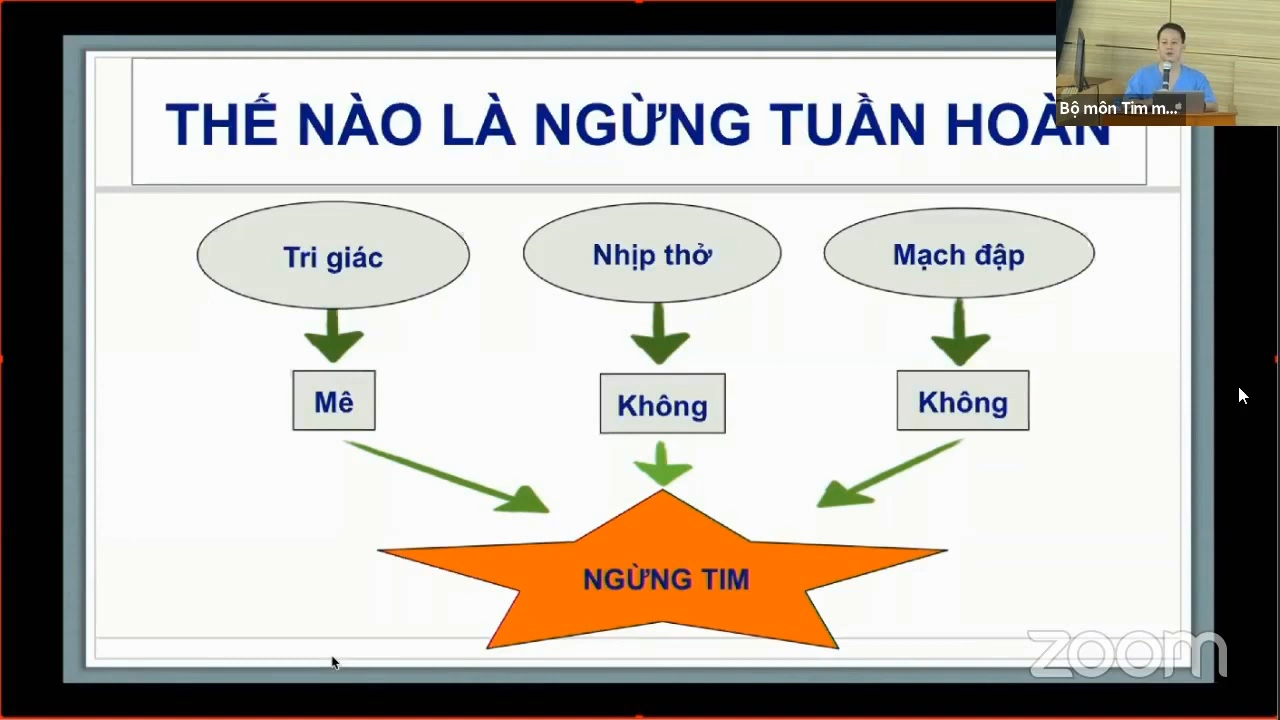 THẾ NÀO LÀ NGỪNG TUẦN HOÀN
Bộ môn Tim m...
Tri giác
Nhịp thở
Mạch đập
Mê
Không
Không
NGỪNG TIM
zoom